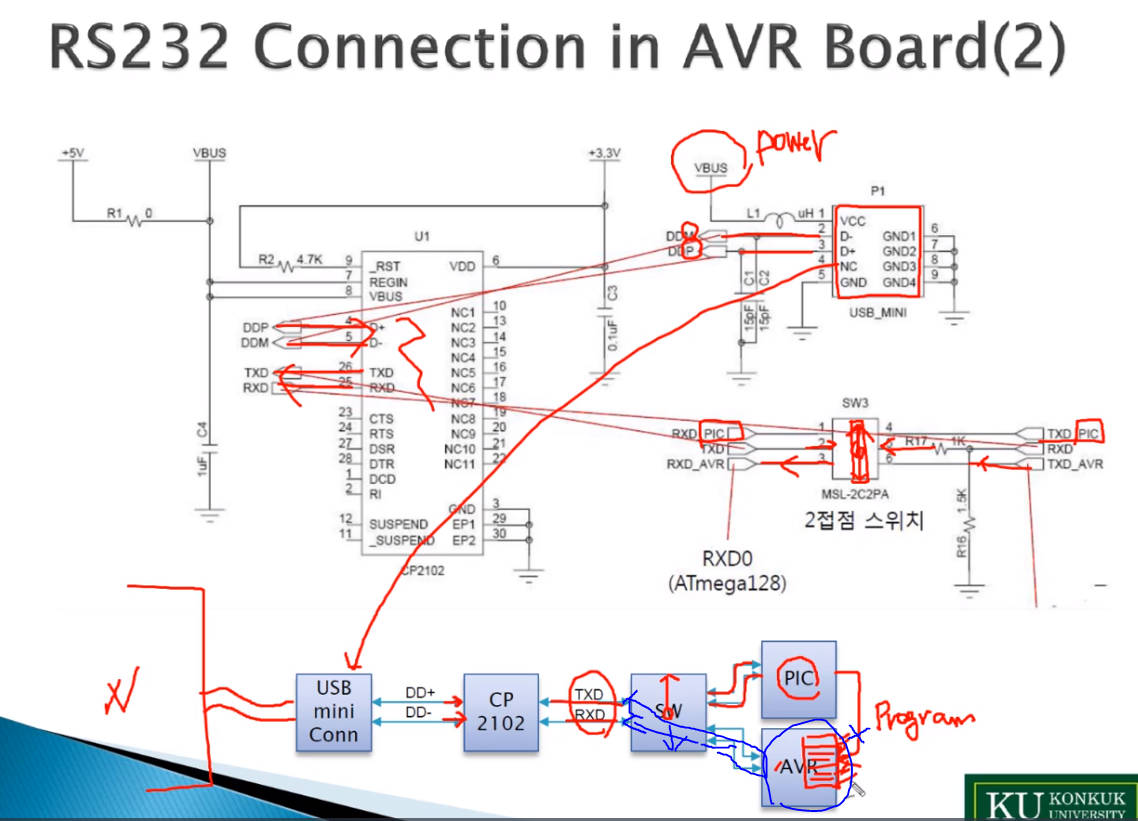 RS232 Connection in AVR Board(2)
+5V
VBUS
+3.3V
VBUS
power
P1
R1 0
L1 uH
1 VCC
DDM 2 D- GND1 6
DDP 3 D+ GND2 7
4 NC GND3 8
5 GND GND4 9
C1
C2
15pF
15pF
USB_MINI
U1
R2 4.7K 9 _RST VDD 6
7 REGIN
8 VBUS
C3
0.1uF
NC1 10
DDP 4 D+ NC2 13
DDM 5 D- NC3 14
NC4 15
TXD 26 TXD NC5 16
RXD 25 RXD NC6 17
NC7 18
23 CTS NC8 19
24 RTS NC9 20
27 DSR NC10 21
28 DTR NC11 22
1 DCD
2 RI
GND 3
12 SUSPEND EP1 29
11 _SUSPEND EP2 30
CP2102
C4
1uF
SW3
RXD PIC 1 4 TXD PIC
TXD 2 5 R17 1K RXD
RXD_AVR 3 6 TXD_AVR
MSL-2C2PA
2접점 스위치
R16 1.5K
RXD0
(ATmega128)
USB
mini
Conn
DD+
DD-
CP
2102
TXD
RXD
SW
PIC
AVR
Program
KU KONKUK
UNIVERSITY